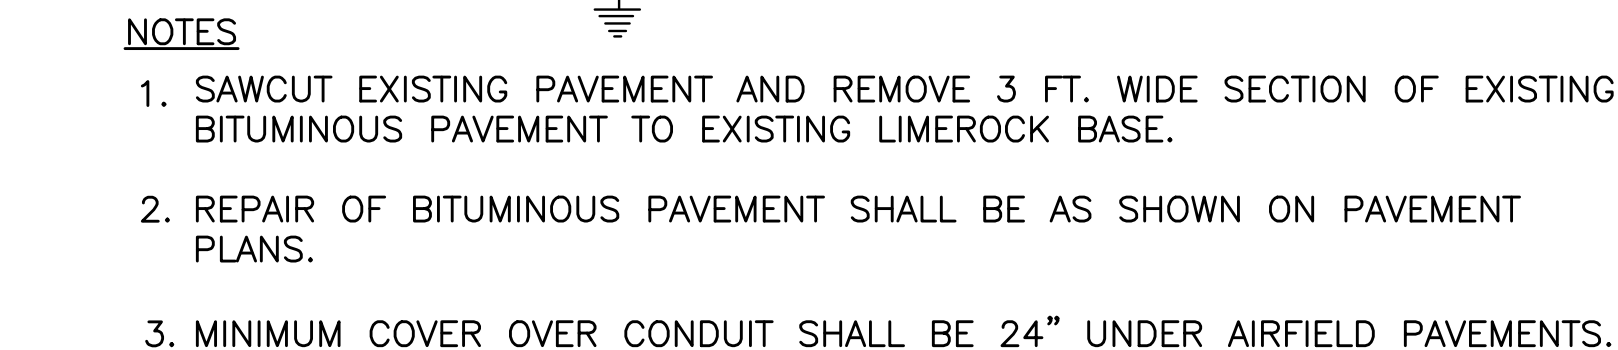 NOTES
1. SAWCUT EXISTING PAVEMENT AND REMOVE 3 FT. WIDE SECTION OF EXISTING
BITUMINOUS PAVEMENT TO EXISTING LIMEROCK BASE.
2. REPAIR OF BITUMINOUS PAVEMENT SHALL BE AS SHOWN ON PAVEMENT
PLANS.
3. MINIMUM COVER OVER CONDUIT SHALL BE 24” UNDER AIRFIELD PAVEMENTS.